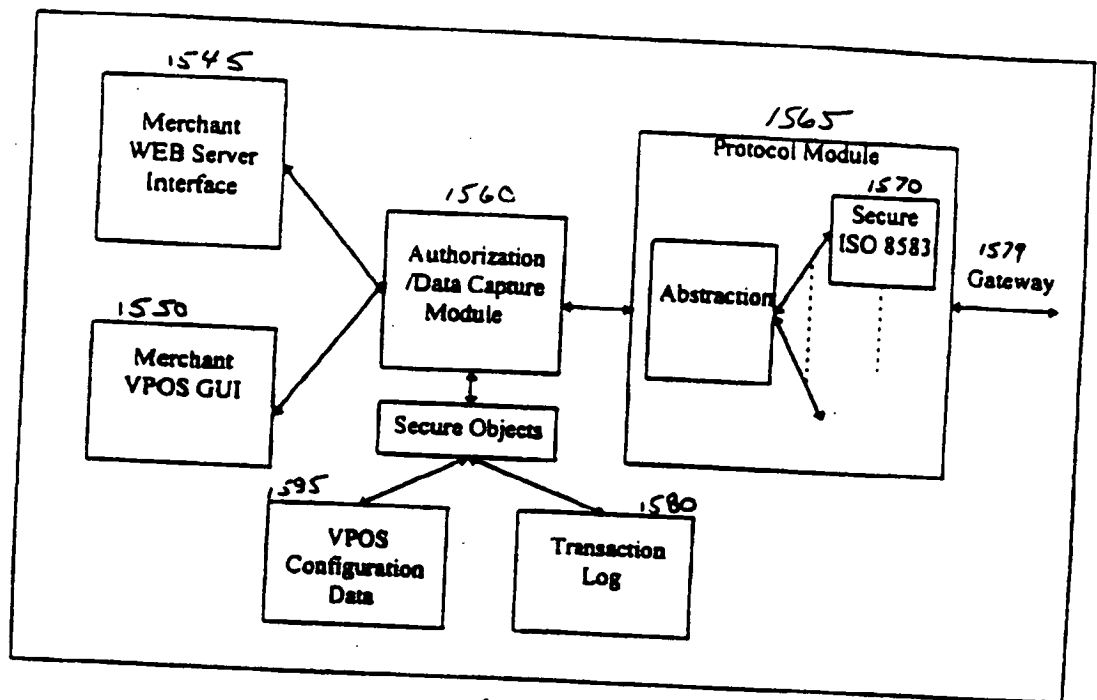 1545
Merchant
WEB Server
Interface
1550
Merchant
VPOS GUI
1560
Authorization
/Data Capture
Module
Secure Objects
1595
VPOS
Configuration
Data
1580
Transaction
Log
1565
Protocol Module
Abstraction
1570
Secure
ISO 8583
1579
Gateway